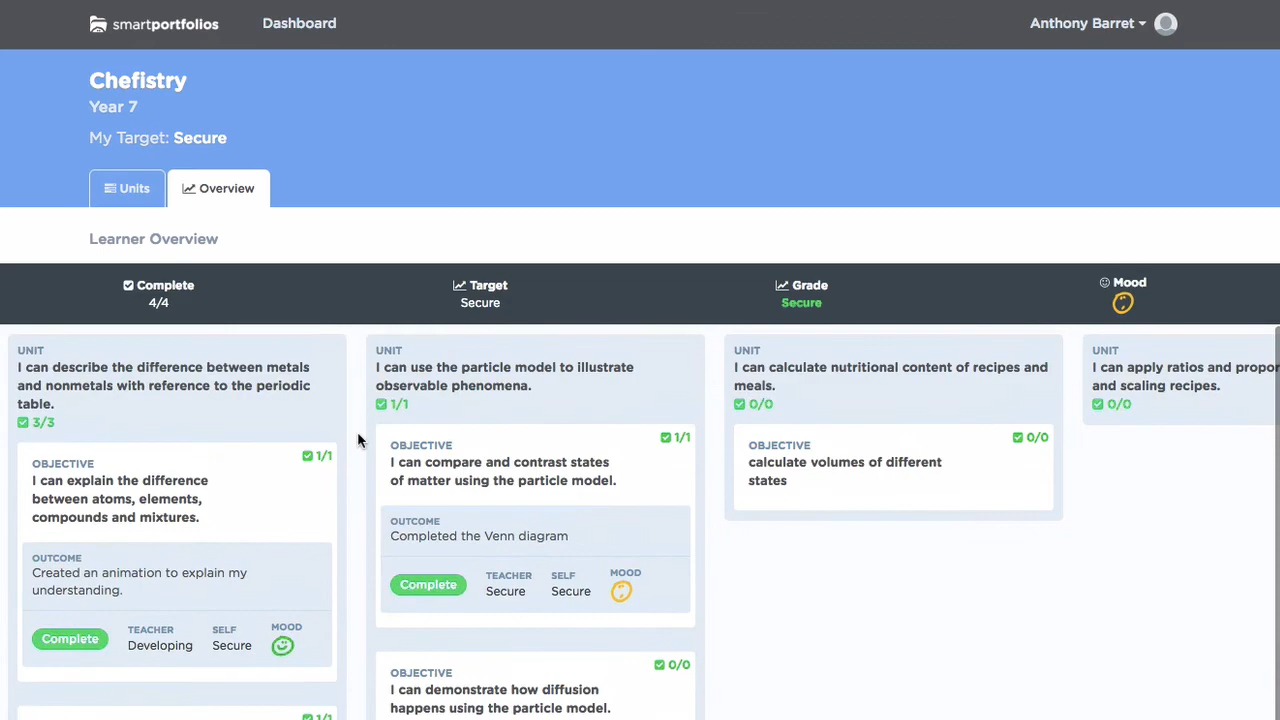 smartportfolios
Dashboard
Anthony Barret
Chefistry
Year 7
My Target: Secure
Units
Overview
Learner Overview
Complete
4/4
Target
Secure
Grade
Secure
Mood
UNIT
I can describe the difference between metals
and nonmetals with reference to the periodic
table.
3/3
OBJECTIVE
1/1
I can explain the difference
between atoms, elements,
compounds and mixtures.
OUTCOME
Created an animation to explain my
understanding.
Complete
TEACHER
Developing
SELF
Secure
MOOD
1/1
UNIT
I can use the particle model to illustrate
observable phenomena.
1/1
OBJECTIVE
1/1
I can compare and contrast states
of matter using the particle model.
OUTCOME
Completed the Venn diagram
Complete
TEACHER
Secure
SELF
Secure
MOOD
OBJECTIVE
0/0
I can demonstrate how diffusion
happens using the particle model.
UNIT
I can calculate nutritional content of recipes and
meals.
0/0
OBJECTIVE
0/0
calculate volumes of different
states
UNIT
I can apply ratios and propor
and scaling recipes.
0/0